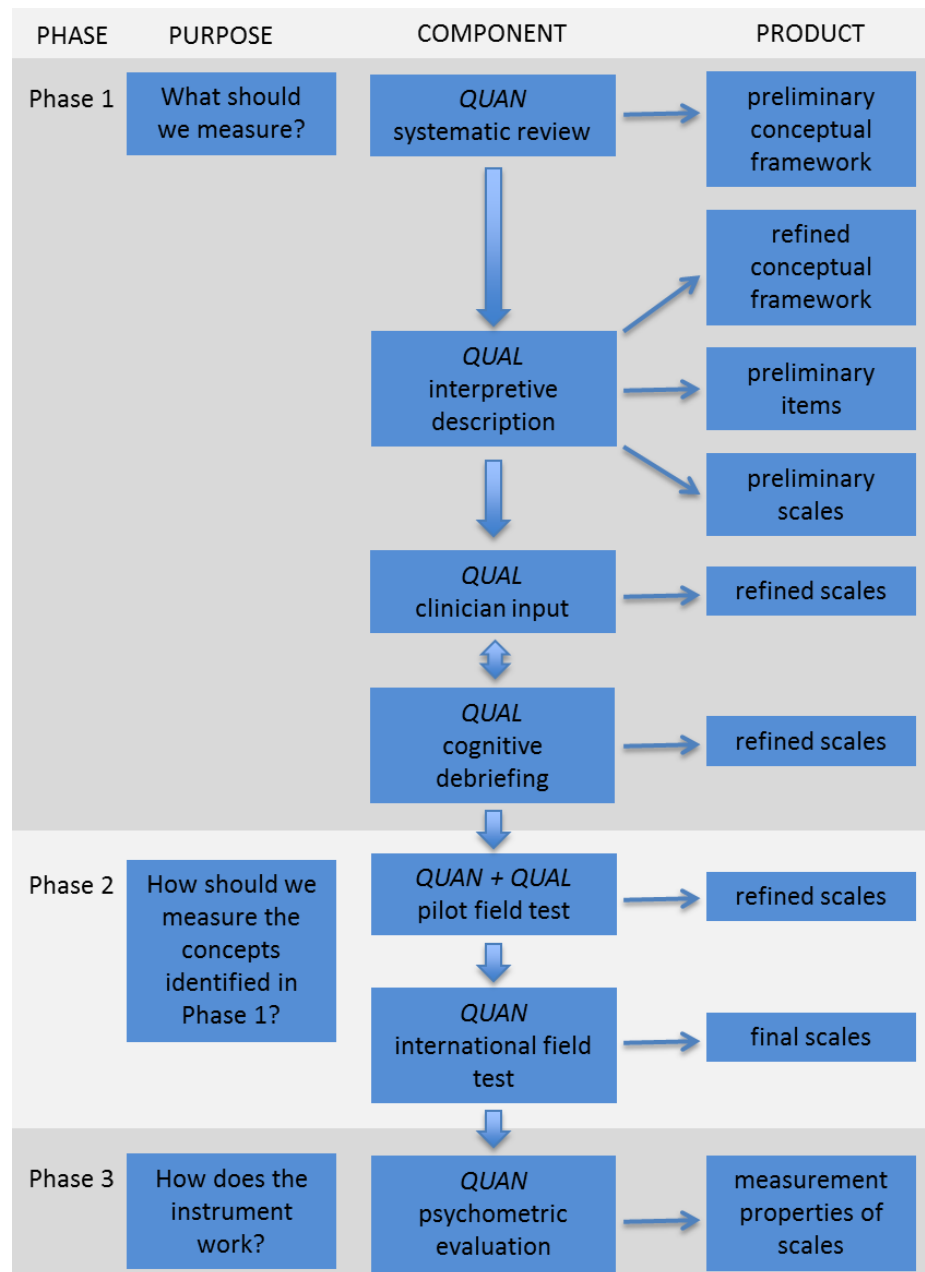 PHASE PURPOSE COMPONENT PRODUCT
Phase 1
What should
we measure?
QUAN
systematic review
preliminary
conceptual
framework
refined
conceptual
framework
QUAL
interpretive
description
preliminary
items
preliminary
scales
QUAL
clinician input
refined scales
QUAL
cognitive
debriefing
refined scales
Phase 2
How should we
measure the
concepts
identified in
Phase 1?
QUAN + QUAL
pilot field test
refined scales
QUAN
international field
test
final scales
Phase 3
How does the
instrument
work?
QUAN
psychometric
evaluation
measurement
properties of
scales